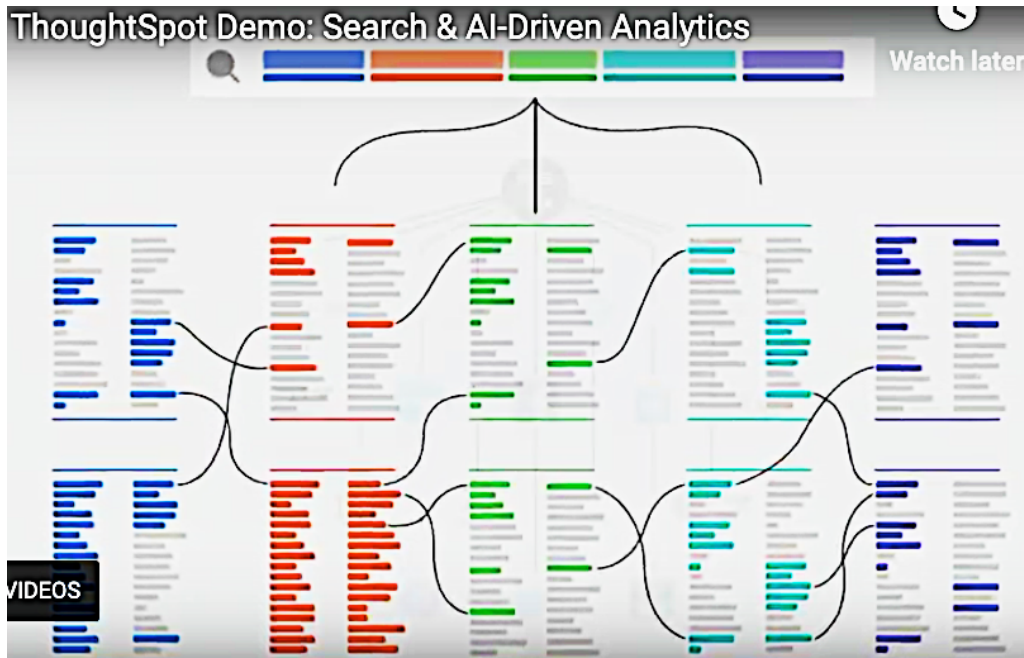 ThoughtSpot Demo: Search & AI-Driven Analytics
Watch later
VIDEOS